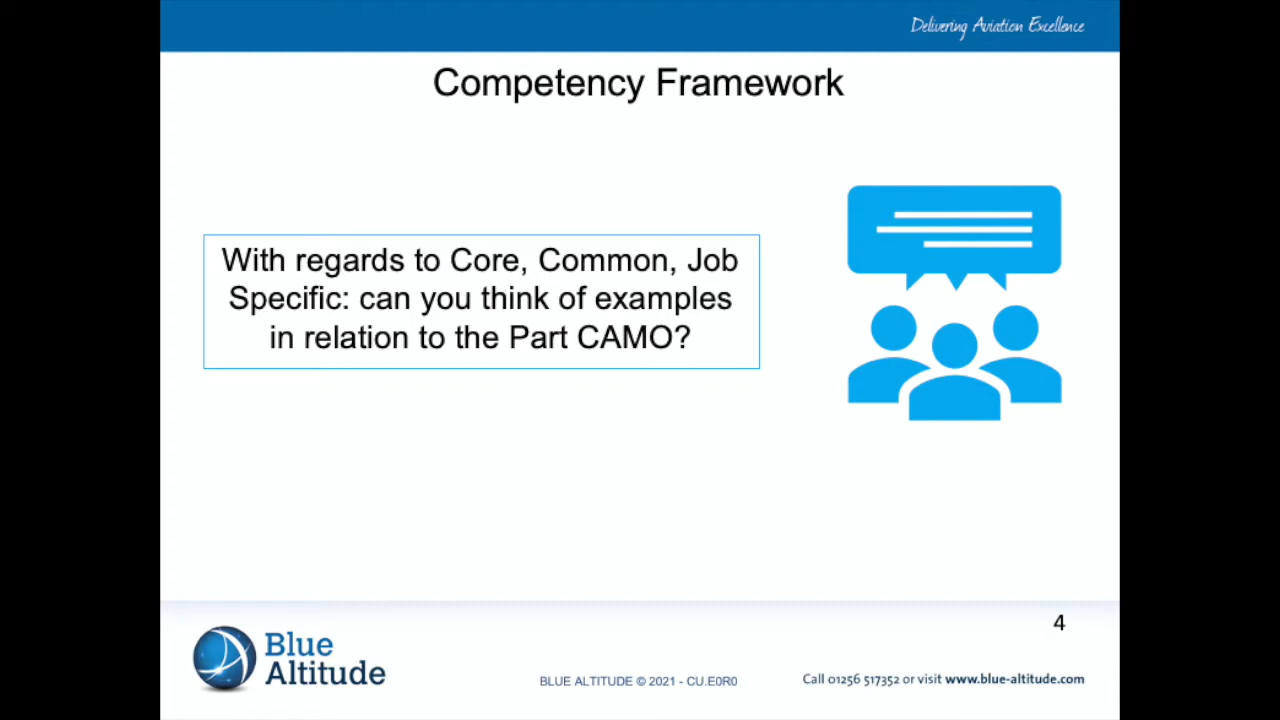 Delivering Aviation Excellence
Competency Framework
With regards to Core, Common, Job
Specific: can you think of examples
in relation to the Part CAMO?
4
Blue
Altitude
BLUE ALTITUDE © 2021 - CU.E0R0
Call 01256 517352 or visit www.blue-altitude.com